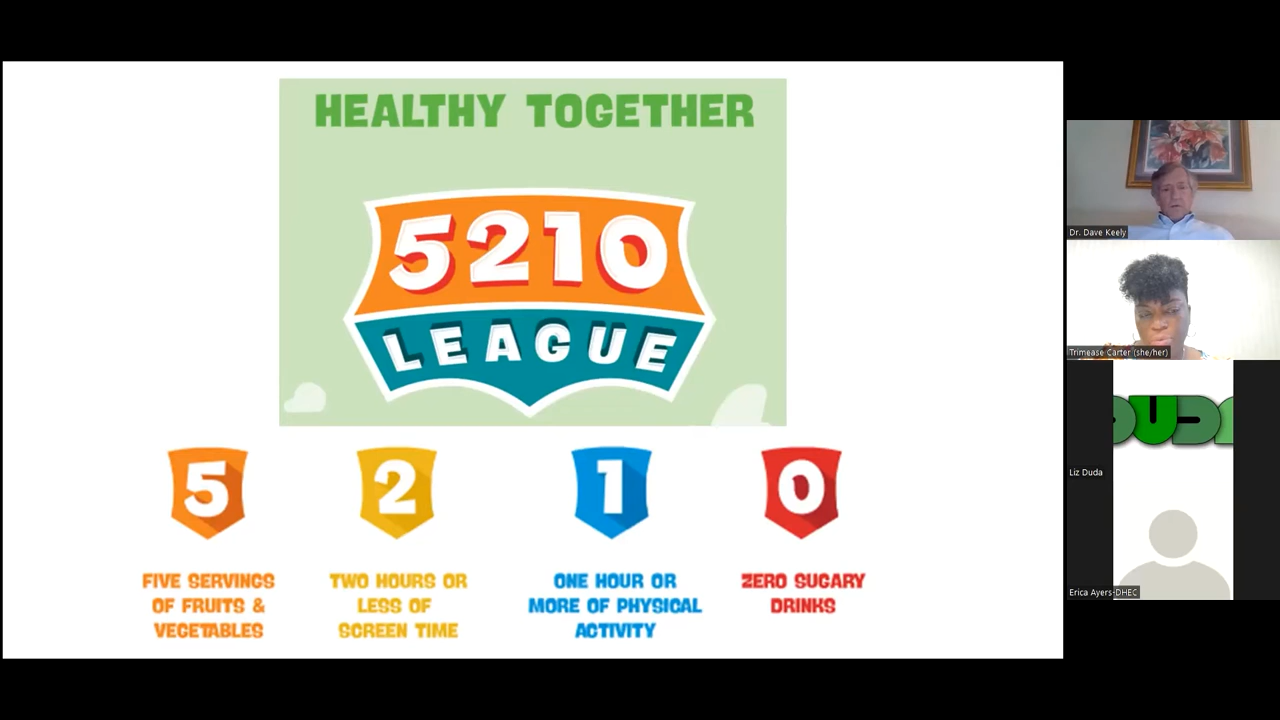 HEALTHY TOGETHER
5210
LEAGUE
5
2
1
0
FIVE SERVINGS
OF FRUITS &
VEGETABLES
TWO HOURS OR
LESS OF
SCREEN TIME
ONE HOUR OR
MORE OF PHYSICAL
ACTIVITY
ZERO SUGARY
DRINKS
Dr. Dave Keely
Trimease Carter (she/her)
DUDA
Liz Duda
Erica Ayers-DHEC